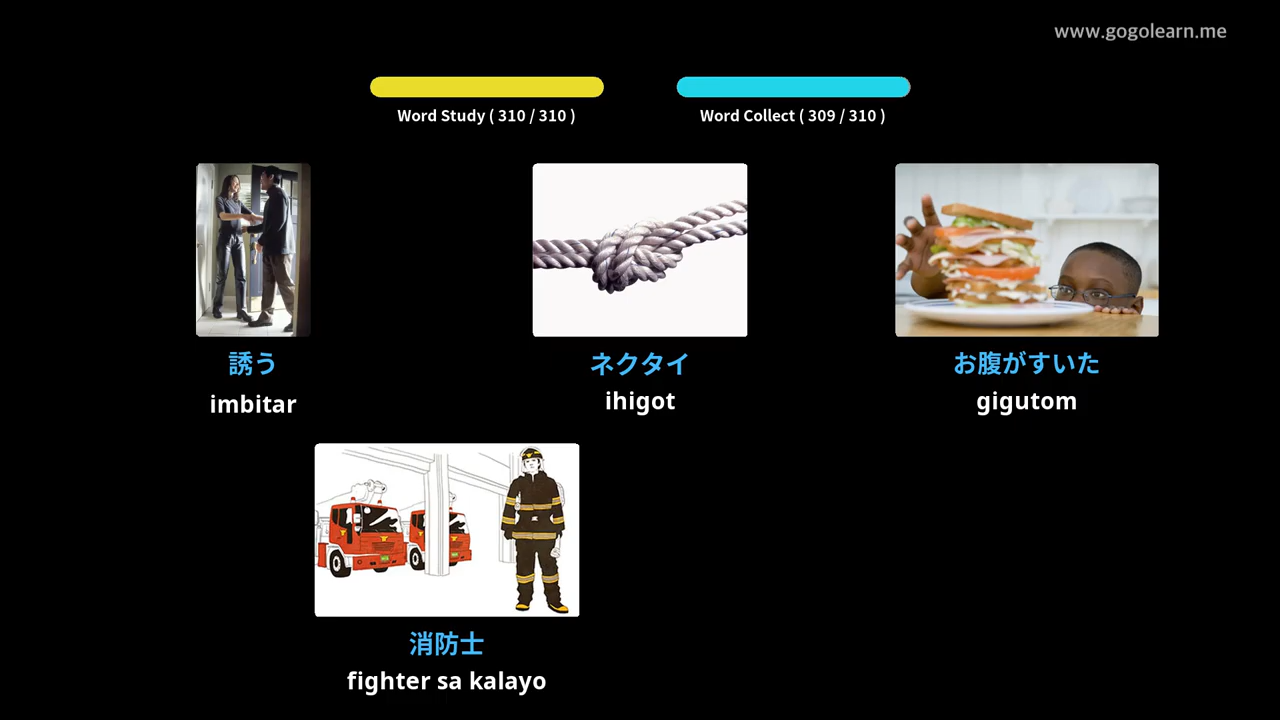 www.gogolearn.me
Word Study ( 310 / 310 )
Word Collect ( 309 / 310 )
誘う
imbitar
ネクタイ
ihigot
お腹がすいた
gigutom
消防士
fighter sa kalayo